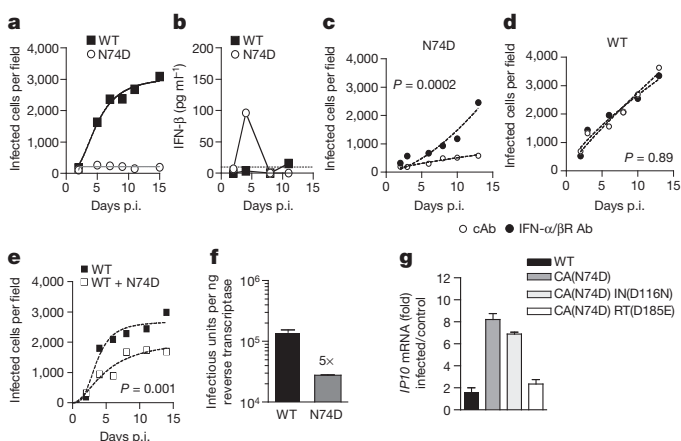 a
WT
N74D
Infected cells per field
4,000
3,000
2,000
1,000
0
0 5 10 15
Days p.i.
b
WT
N74D
IFN-β (pg ml⁻¹)
200
150
100
50
0
0 5 10 15
Days p.i.
c
N74D
Infected cells per field
4,000
3,000
2,000
1,000
0
P = 0.0002
0 5 10 15
Days p.i.
d
WT
Infected cells per field
4,000
3,000
2,000
1,000
0
P = 0.89
0 5 10 15
Days p.i.
cAb IFN-α/βR Ab
e
WT
WT + N74D
Infected cells per field
4,000
3,000
2,000
1,000
0
P = 0.001
0 5 10 15
Days p.i.
f
Infectious units per ng
reverse transcriptase
10⁶
10⁵
10⁴
5×
WT N74D
g
WT
CA(N74D)
CA(N74D) IN(D116N)
CA(N74D) RT(D185E)
IP10 mRNA (fold)
infected/control
12
10
8
6
4
2
0